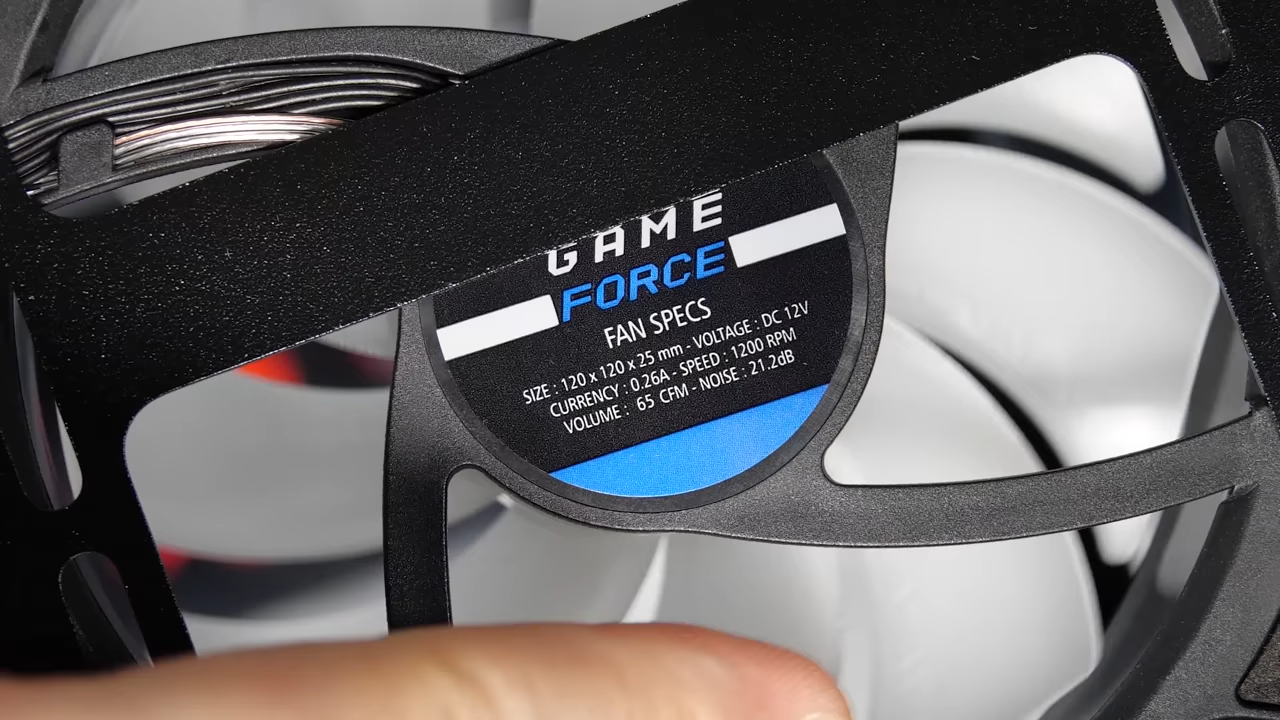 GAME
FORCE
FAN SPECS
SIZE : 120 x 120 x 25 mm - VOLTAGE : DC 12V
CURRENCY : 0.26A - SPEED : 1200 RPM
VOLUME : 65 CFM - NOISE : 21.2dB